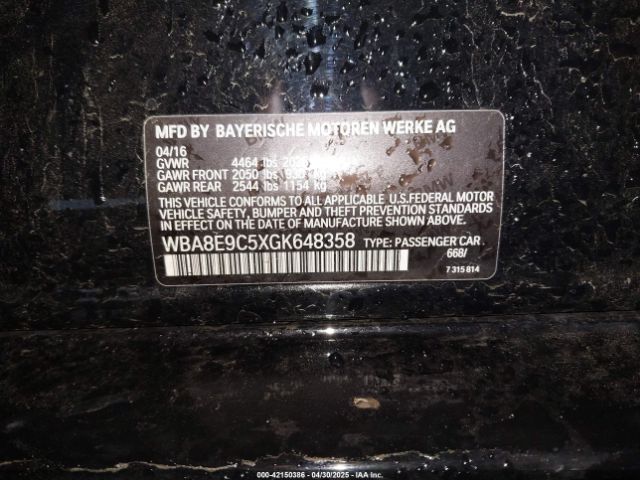 MFD BY BAYERISCHE MOTOREN WERKE AG
04/16
GVWR 4464 lbs
GAWR FRONT 2050 lbs kg
GAWR REAR 2544 lbs 1154 kg
THIS VEHICLE CONFORMS TO ALL APPLICABLE U.S.FEDERAL MOTOR
VEHICLE SAFETY, BUMPER AND THEFT PREVENTION STANDARDS
IN EFFECT ON THE DATE OF MANUFACTURE SHOWN ABOVE.
WBA8E9C5XGK648358 TYPE: PASSENGER CAR .
668/
7 315 814
000-42150386 - 04/30/2025 - IAA Inc.